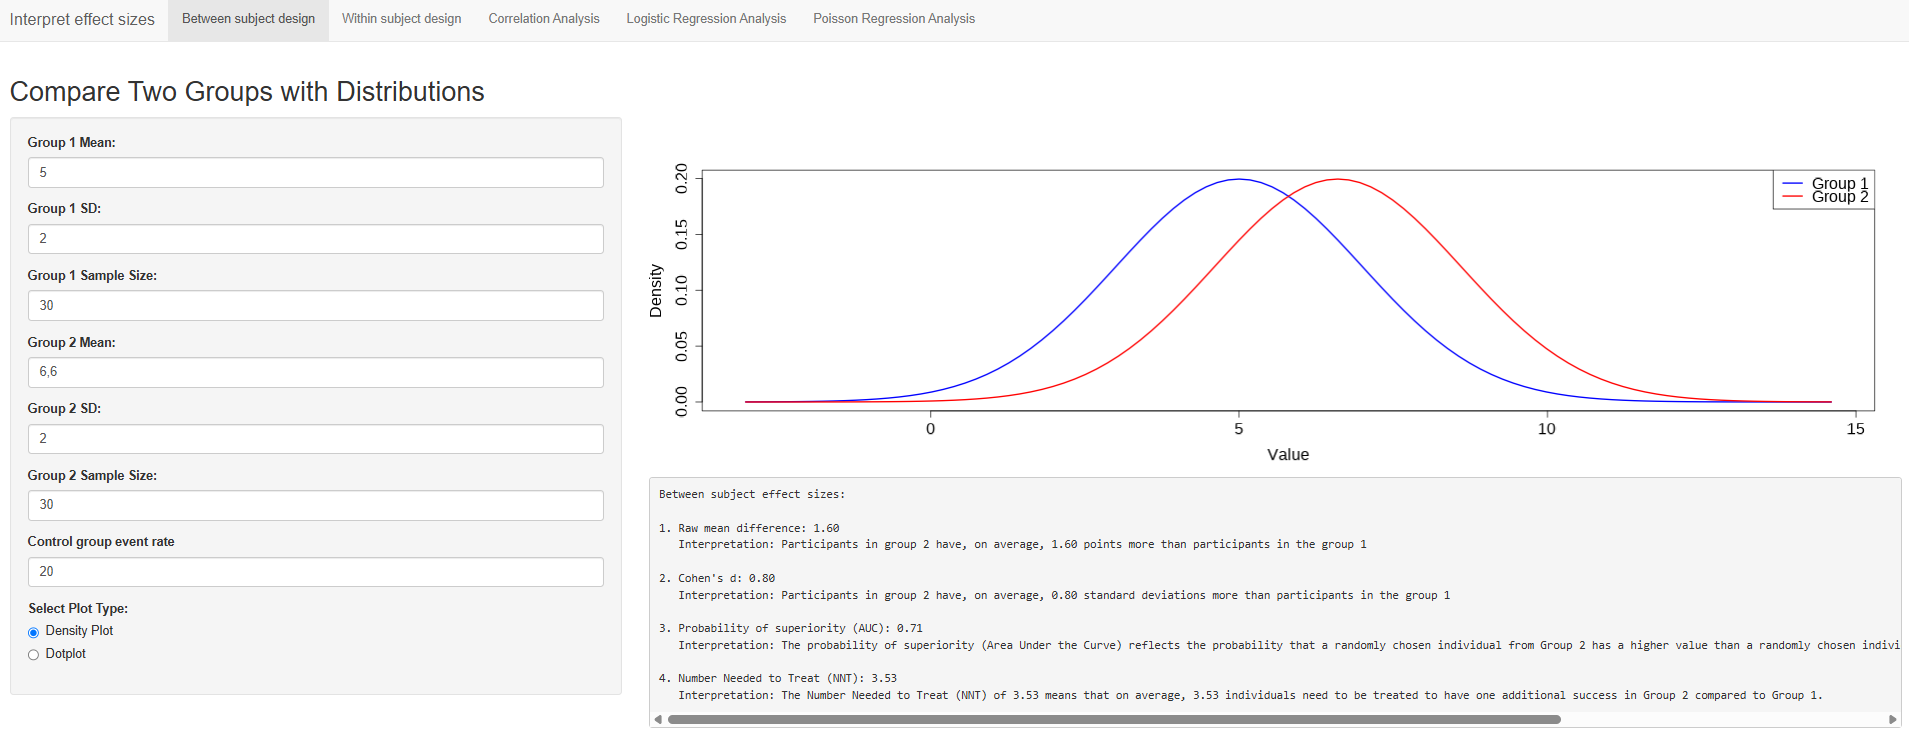 Interpret effect sizes Between subject design Within subject design Correlation Analysis Logistic Regression Analysis Poisson Regression Analysis
Compare Two Groups with Distributions
Group 1 Mean:
5
Group 1 SD:
2
Group 1 Sample Size:
30
Group 2 Mean:
6,6
Group 2 SD:
2
Group 2 Sample Size:
30
Control group event rate
20
Select Plot Type:
Density Plot
Dotplot
Group 1
Group 2
Density
0.20
0.15
0.10
0.05
0.00
0 5 10 15
Value
Between subject effect sizes:
1. Raw mean difference: 1.60
Interpretation: Participants in group 2 have, on average, 1.60 points more than participants in the group 1
2. Cohen's d: 0.80
Interpretation: Participants in group 2 have, on average, 0.80 standard deviations more than participants in the group 1
3. Probability of superiority (AUC): 0.71
Interpretation: The probability of superiority (Area Under the Curve) reflects the probability that a randomly chosen individual from Group 2 has a higher value than a randomly chosen indivi
4. Number Needed to Treat (NNT): 3.53
Interpretation: The Number Needed to Treat (NNT) of 3.53 means that on average, 3.53 individuals need to be treated to have one additional success in Group 2 compared to Group 1.